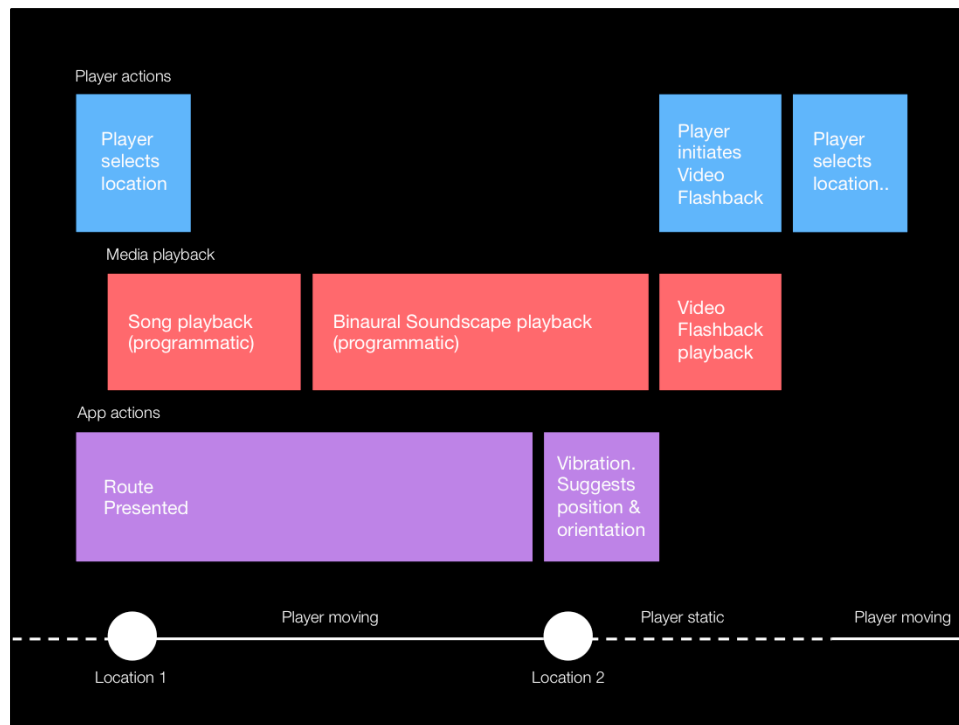 Player actions
Player
selects
location
Player
initiates
Video
Flashback
Player
selects
location..
Media playback
Song playback
(programmatic)
Binaural Soundscape playback
(programmatic)
Video
Flashback
playback
App actions
Route
Presented
Vibration.
Suggests
position &
orientation
Player moving
Player static
Player moving
Location 1
Location 2